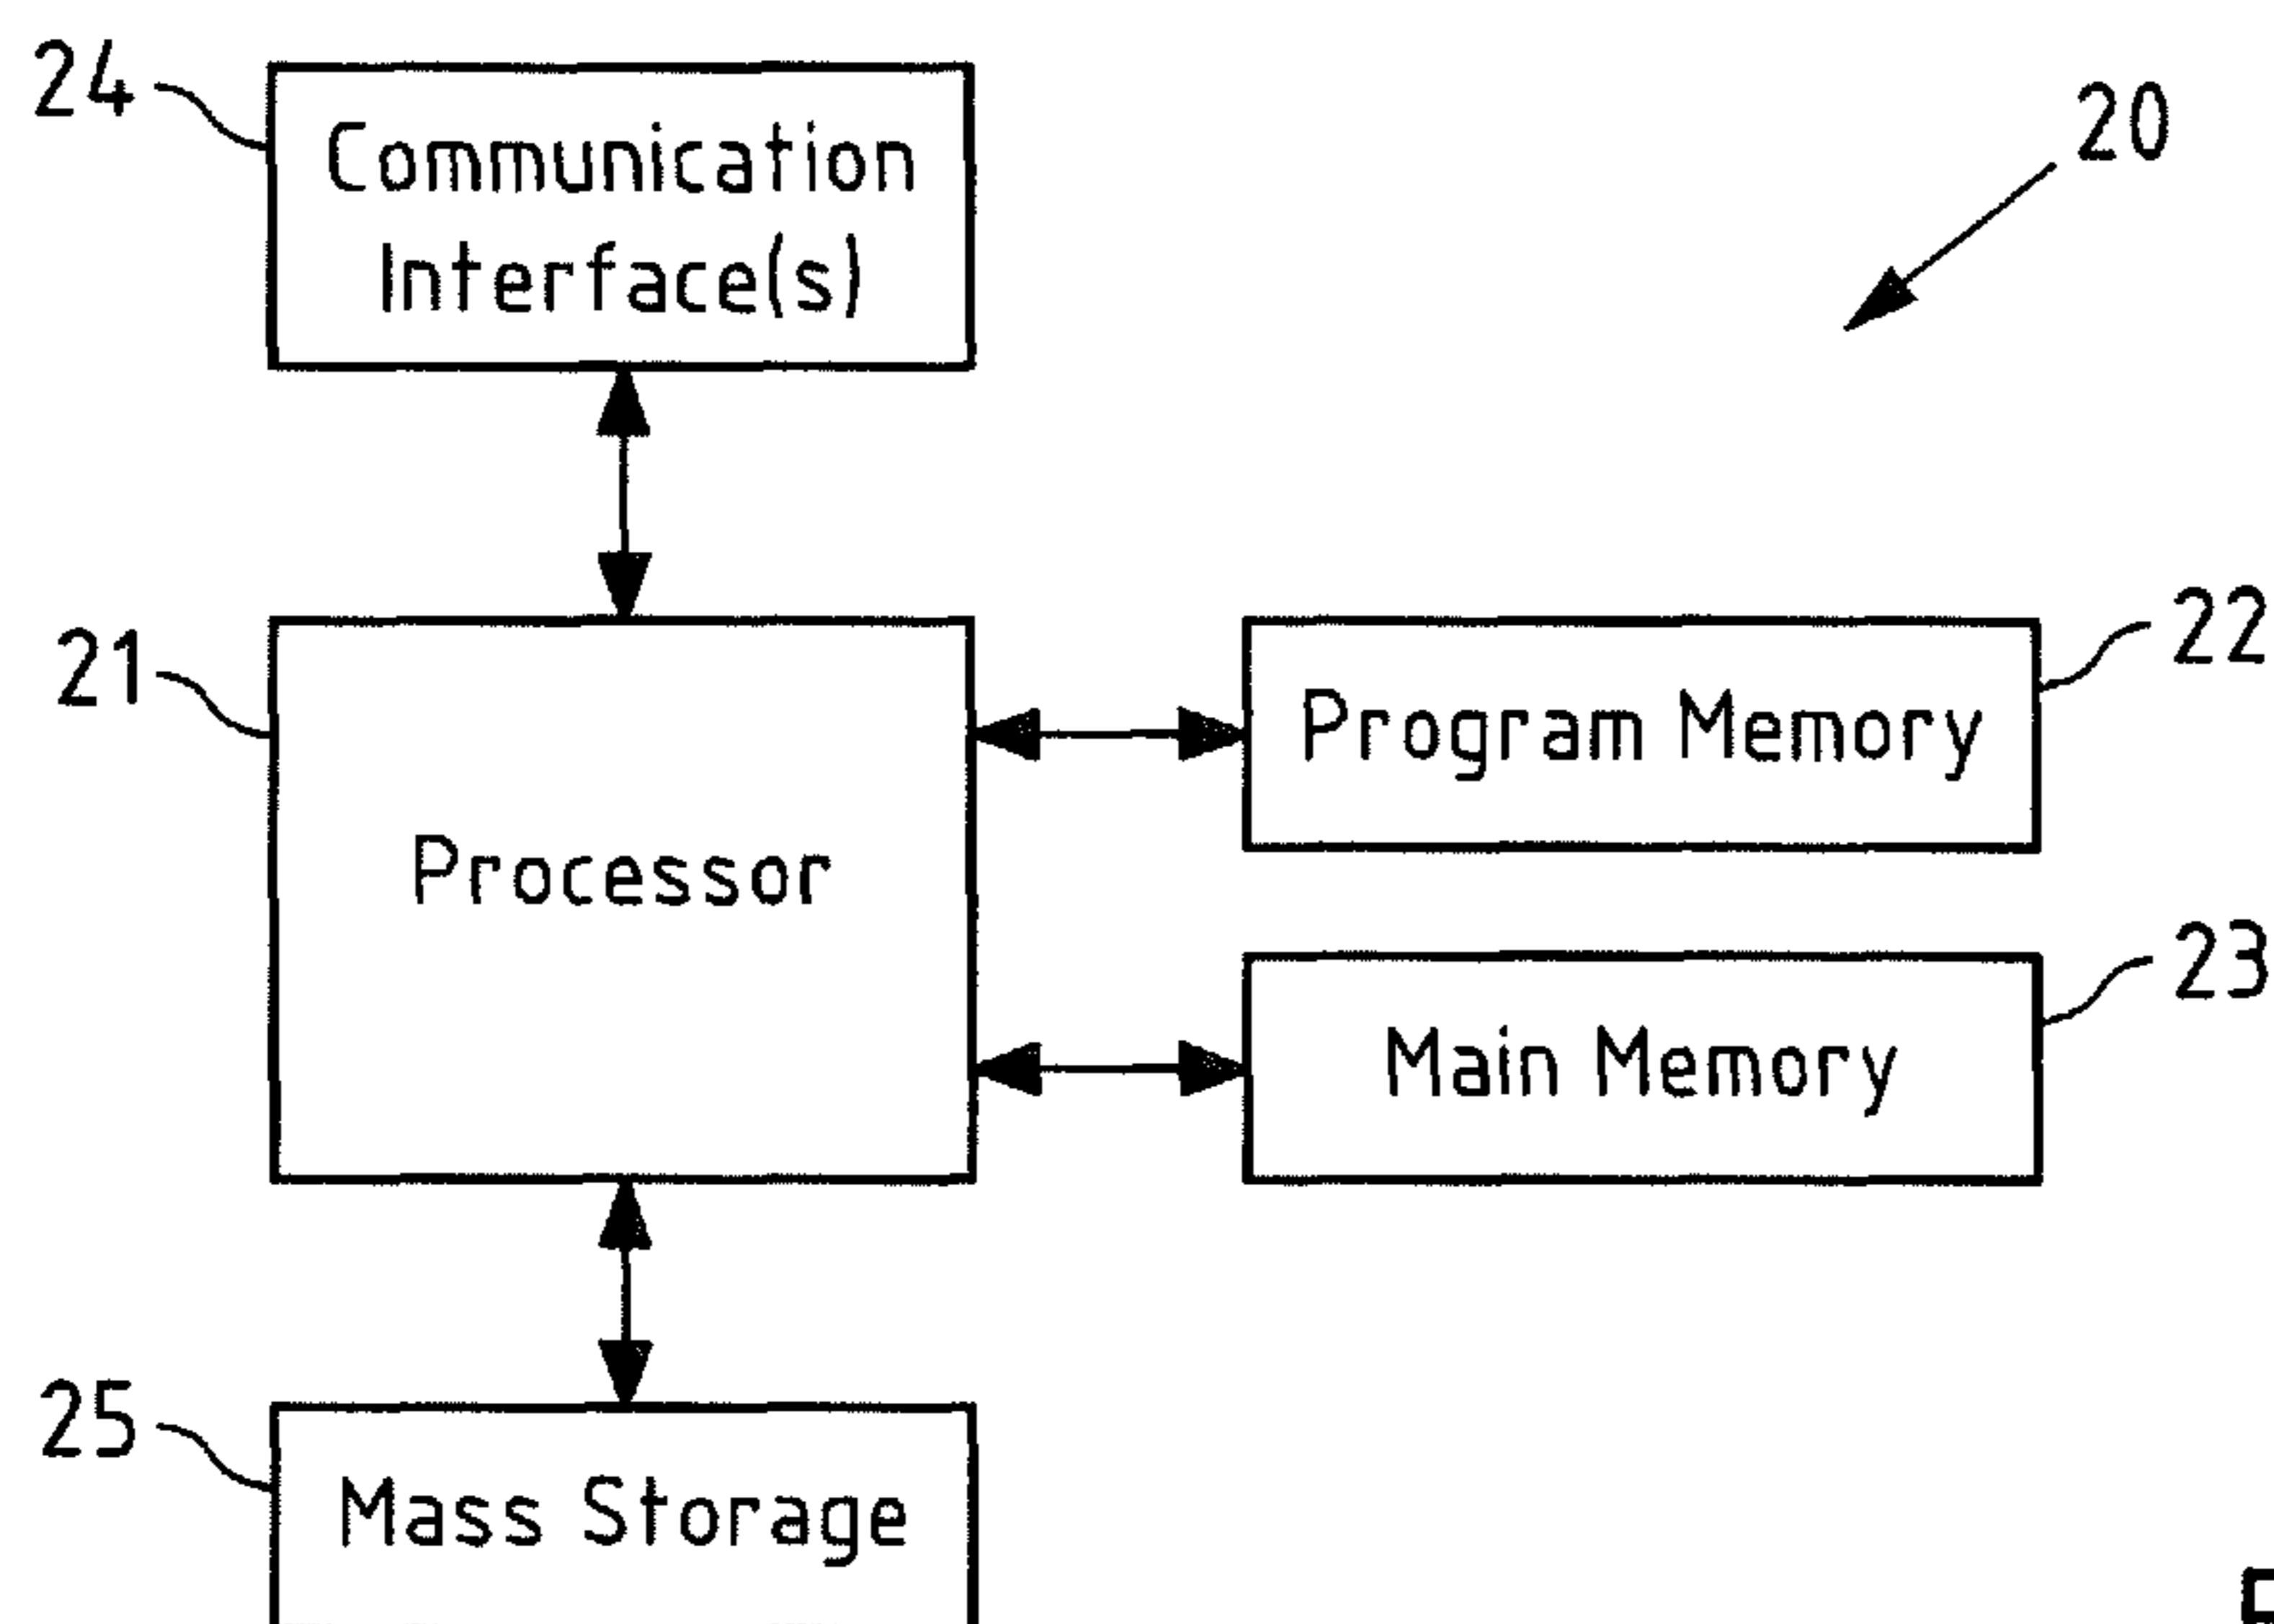 24
Communication
Interface(s)
20
21
Processor
22
Program Memory
23
Main Memory
25
Mass Storage